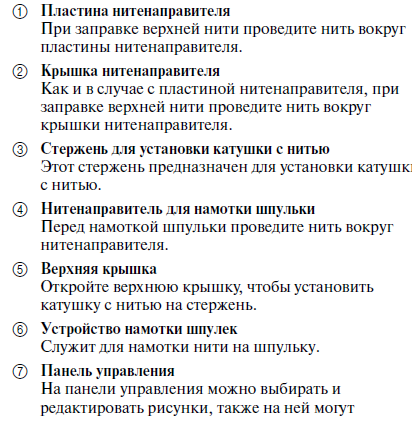 ① Пластина нитенаправителя
При заправке верхней нити проведите нить вокруг
пластины нитенаправителя.
② Крышка нитенаправителя
Как и в случае с пластиной нитенаправителя, при
заправке верхней нити проведите нить вокруг
крышки нитенаправителя.
③ Стержень для установки катушки с нитью
Этот стержень предназначен для установки катушки
с нитью.
④ Нитенаправитель для намотки шпульки
Перед намоткой шпульки проведите нить вокруг
нитенаправителя.
⑤ Верхняя крышка
Откройте верхнюю крышку, чтобы установить
катушку с нитью на стержень.
⑥ Устройство намотки шпулек
Служит для намотки нити на шпульку.
⑦ Панель управления
На панели управления можно выбирать и
редактировать рисунки, также на ней могут